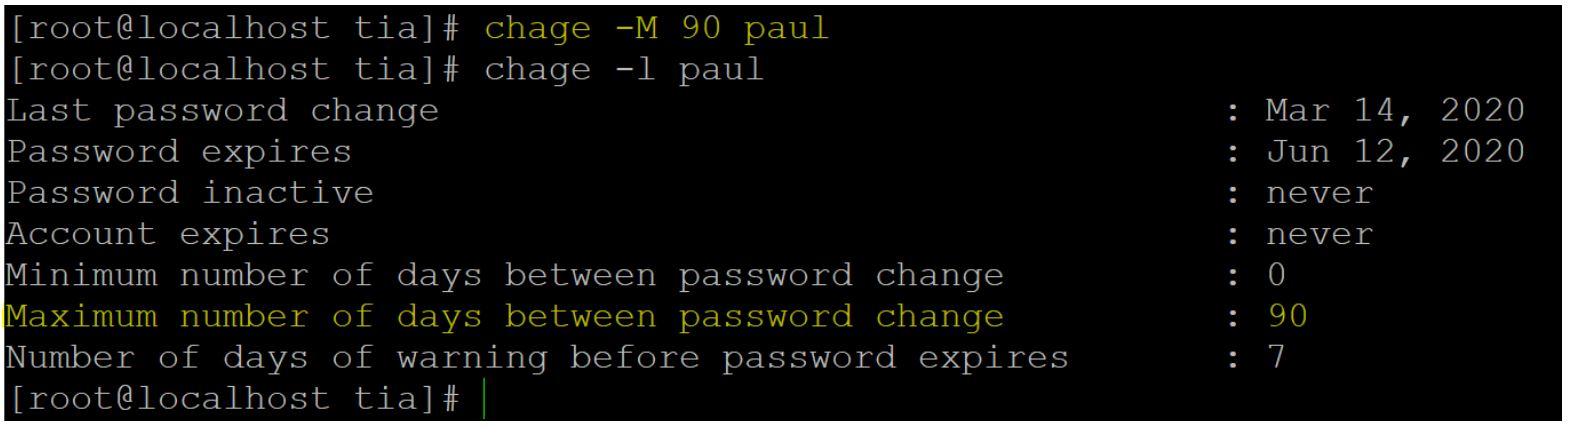 [root@localhost tia]# chage -M 90 paul
[root@localhost tia]# chage -l paul
Last password change : Mar 14, 2020
Password expires : Jun 12, 2020
Password inactive : never
Account expires : never
Minimum number of days between password change : 0
Maximum number of days between password change : 90
Number of days of warning before password expires : 7
[root@localhost tia]#